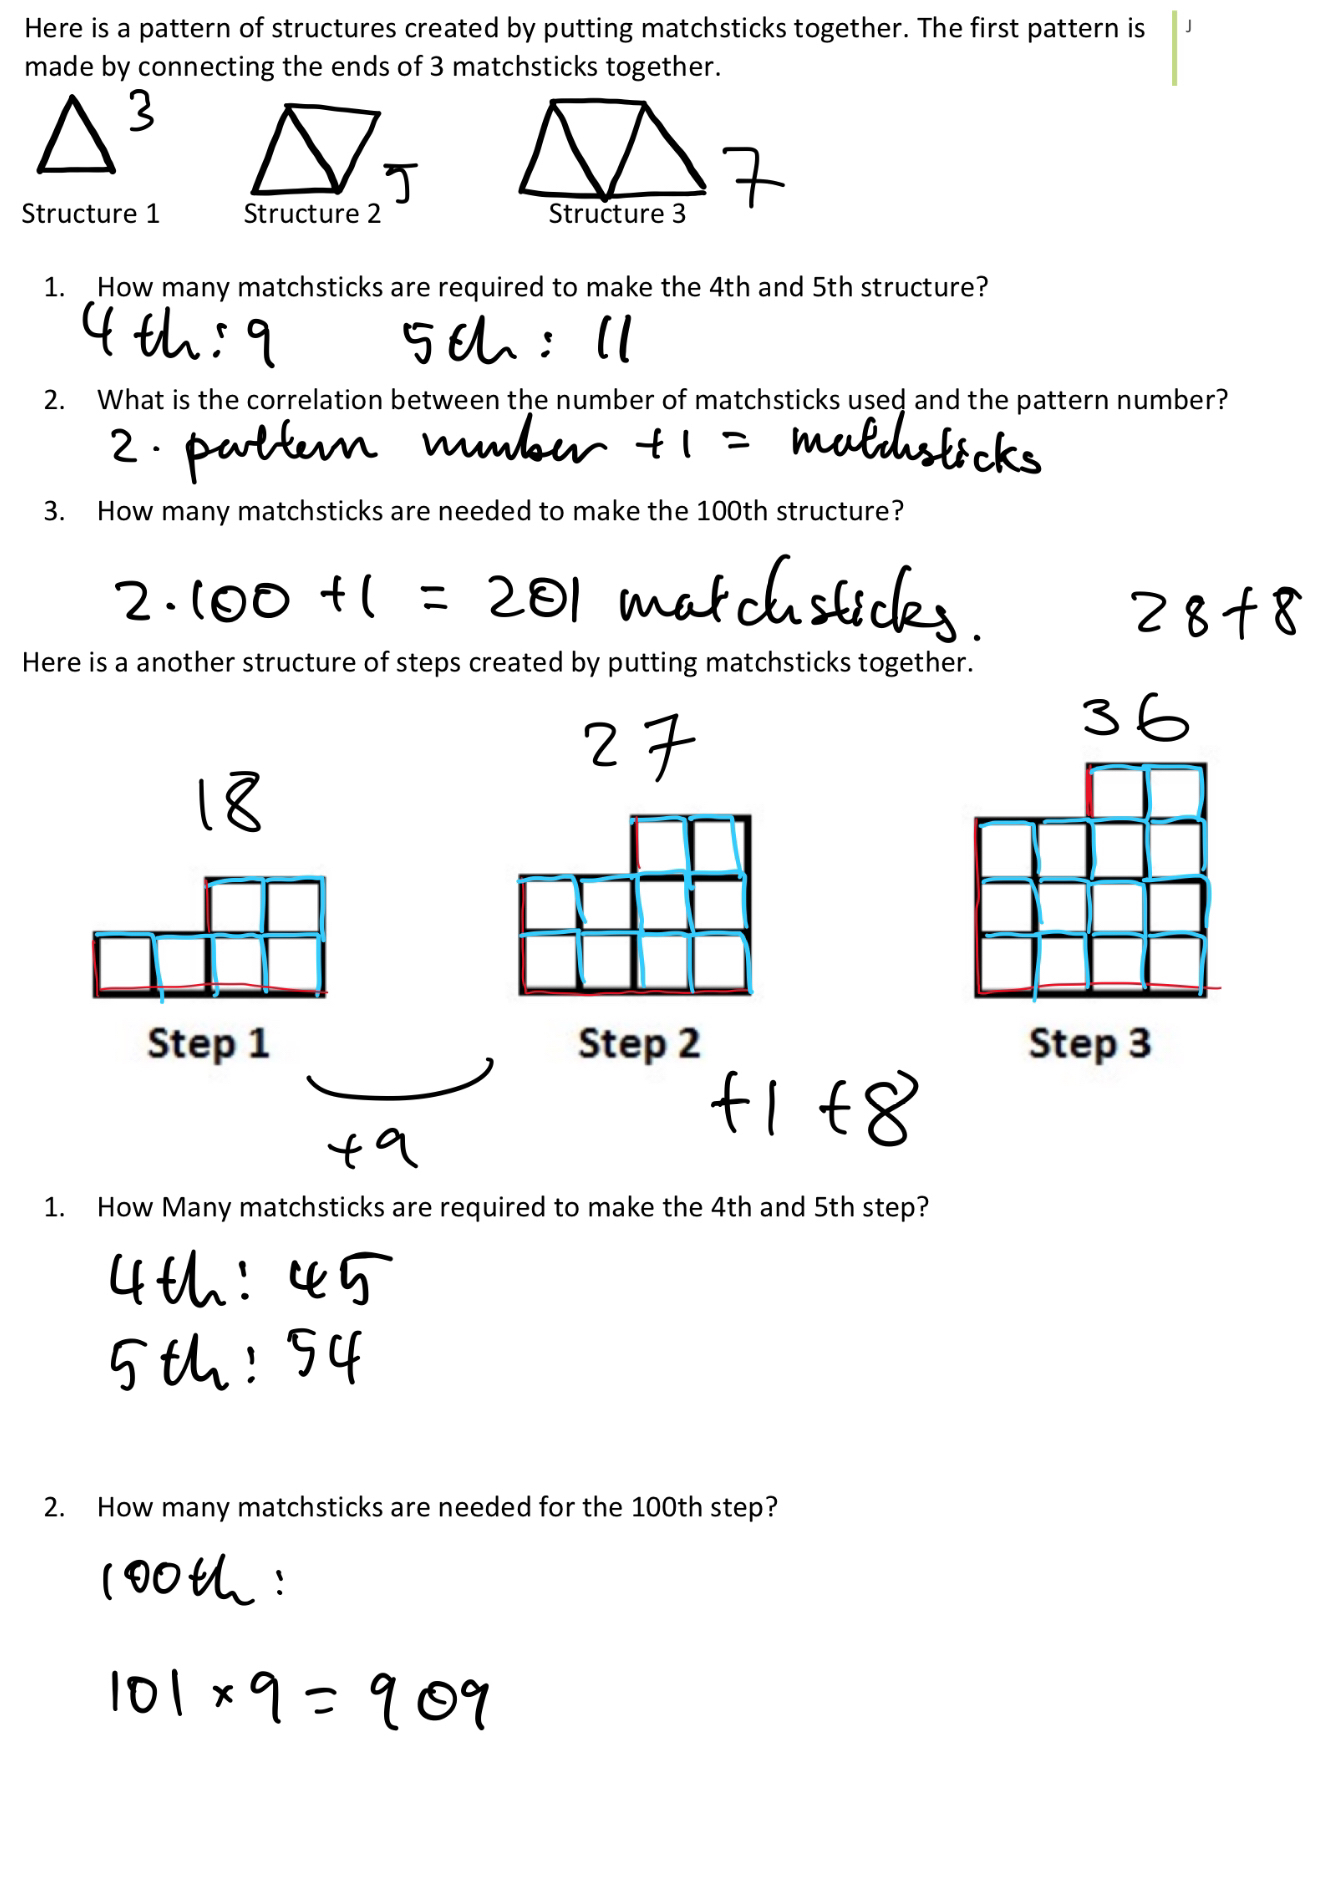 Here is a pattern of structures created by putting matchsticks together. The first pattern is
made by connecting the ends of 3 matchsticks together.
J
3
5
7
Structure 1
Structure 2
Structure 3
1. How many matchsticks are required to make the 4th and 5th structure?
4th: 9 5th: 11
2. What is the correlation between the number of matchsticks used and the pattern number?
2. pattern number +1 = matchsticks
3. How many matchsticks are needed to make the 100th structure?
2.100 +1 = 201 matchsticks.
28+8
Here is a another structure of steps created by putting matchsticks together.
18
27
36
Step 1
Step 2
Step 3
+9
+1 +8
1. How Many matchsticks are required to make the 4th and 5th step?
4th: 45
5th: 54
2. How many matchsticks are needed for the 100th step?
100th:
101 × 9 = 909